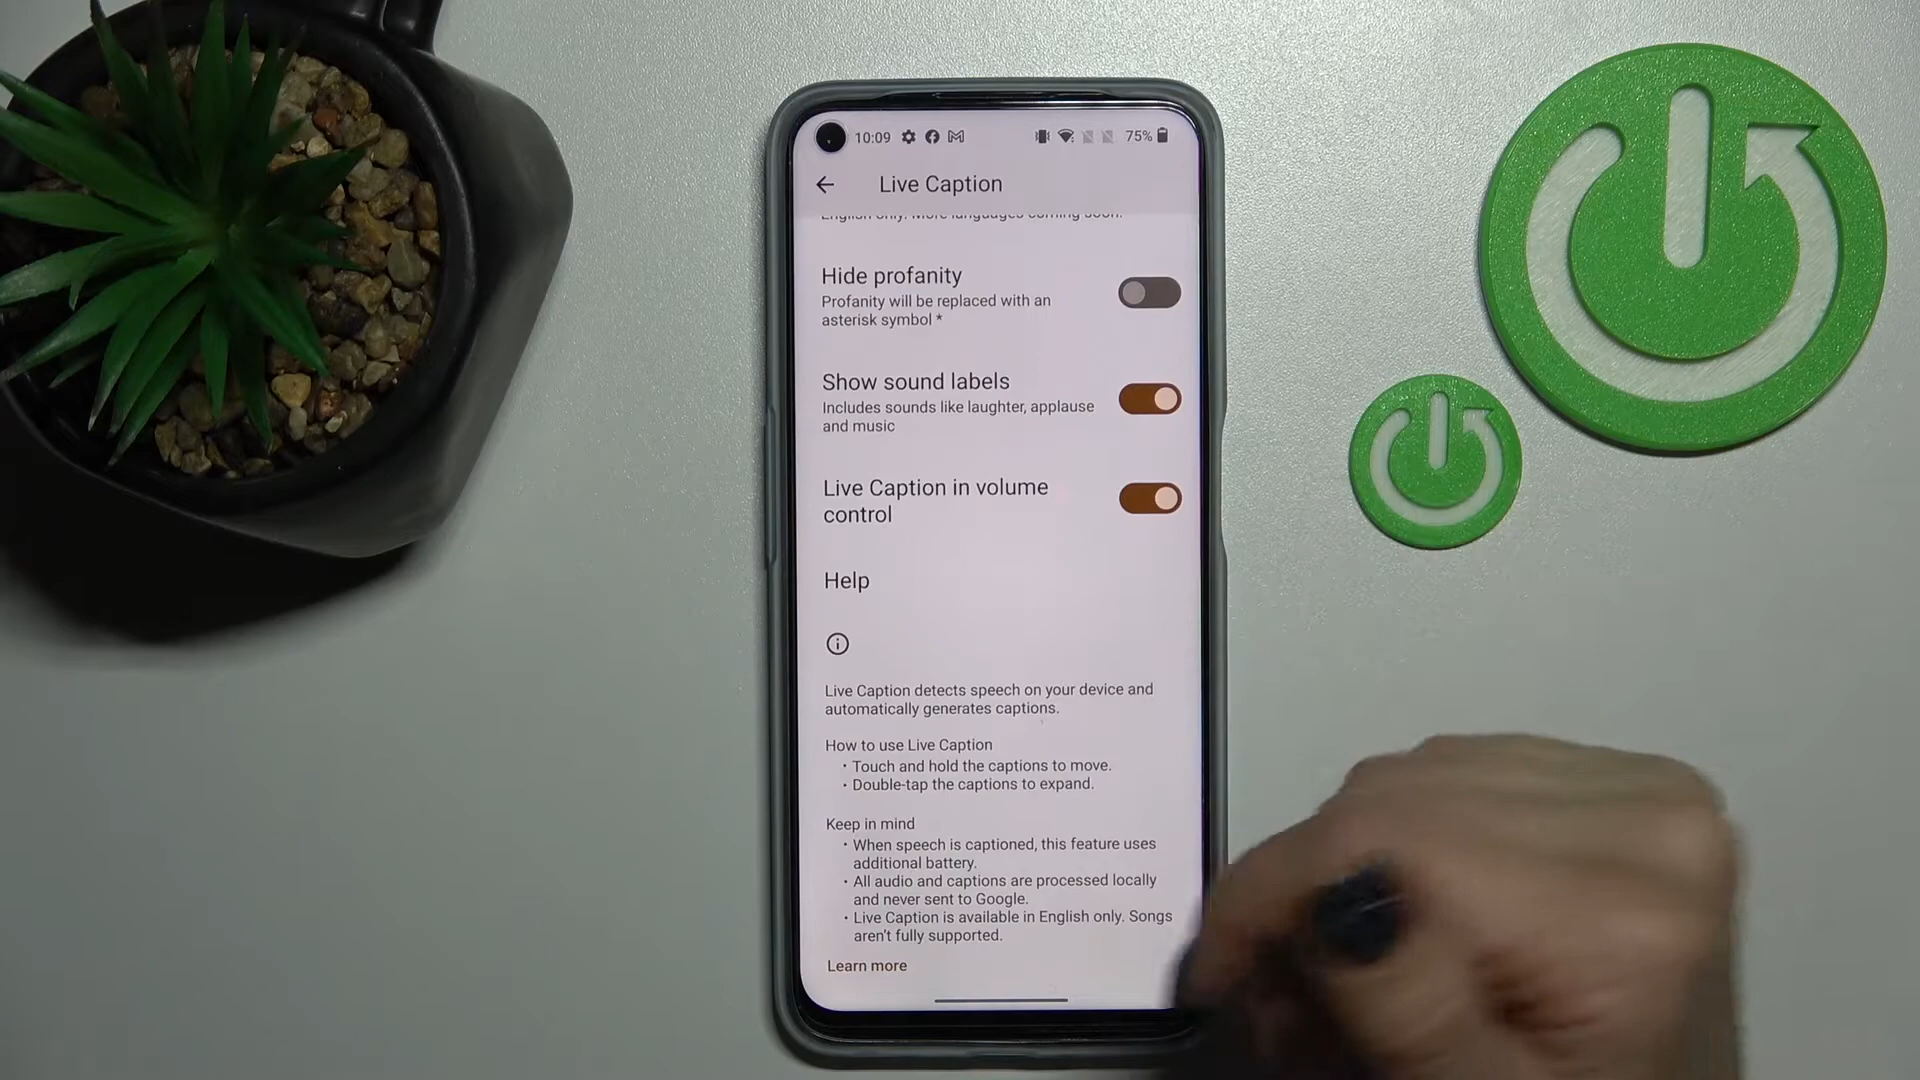 10:09 75%
Live Caption
English only. More languages coming soon.
Hide profanity
Profanity will be replaced with an
asterisk symbol *
Show sound labels
Includes sounds like laughter, applause
and music
Live Caption in volume
control
Help
Live Caption detects speech on your device and
automatically generates captions.
How to use Live Caption
· Touch and hold the captions to move.
· Double-tap the captions to expand.
Keep in mind
· When speech is captioned, this feature uses
additional battery.
· All audio and captions are processed locally
and never sent to Google.
· Live Caption is available in English only. Songs
aren't fully supported.
Learn more